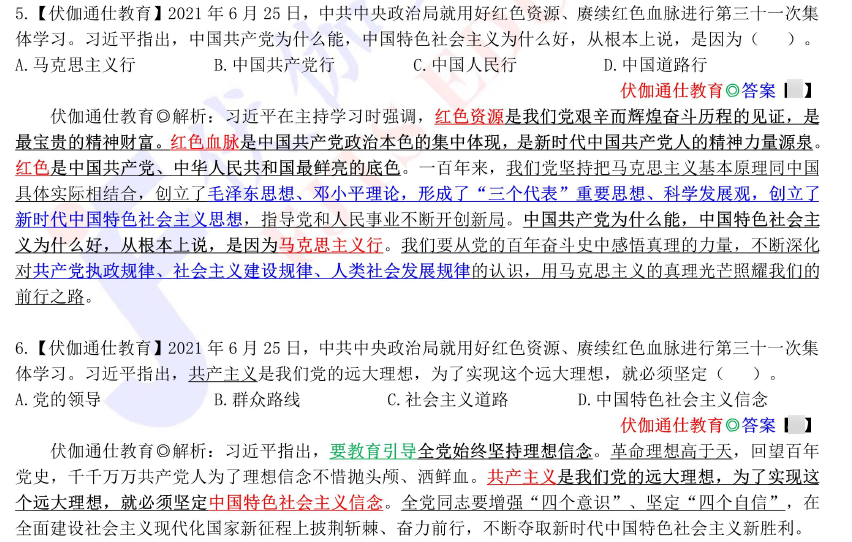 5.【伏伽通仕教育】2021 年 6 月 25 日，中共中央政治局就用好红色资源、赓续红色血脉进行第三十一次集
体学习。习近平指出，中国共产党为什么能，中国特色社会主义为什么好，从根本上说，是因为（　　）。
A.马克思主义行　B.中国共产党行　C.中国人民行　D.中国道路行
伏伽通仕教育◎答案【　】
伏伽通仕教育◎解析：习近平在主持学习时强调，红色资源是我们党艰辛而辉煌奋斗历程的见证，是
最宝贵的精神财富。红色血脉是中国共产党政治本色的集中体现，是新时代中国共产党人的精神力量源泉。
红色是中国共产党、中华人民共和国最鲜亮的底色。一百年来，我们党坚持把马克思主义基本原理同中国
具体实际相结合，创立了毛泽东思想、邓小平理论，形成了“三个代表”重要思想、科学发展观，创立了
新时代中国特色社会主义思想，指导党和人民事业不断开创新局。中国共产党为什么能，中国特色社会主
义为什么好，从根本上说，是因为马克思主义行。我们要从党的百年奋斗史中感悟真理的力量，不断深化
对共产党执政规律、社会主义建设规律、人类社会发展规律的认识，用马克思主义的真理光芒照耀我们的
前行之路。
6.【伏伽通仕教育】2021 年 6 月 25 日，中共中央政治局就用好红色资源、赓续红色血脉进行第三十一次集
体学习。习近平指出，共产主义是我们党的远大理想，为了实现这个远大理想，就必须坚定（　　）。
A.党的领导　B.群众路线　C.社会主义道路　D.中国特色社会主义信念
伏伽通仕教育◎答案【　】
伏伽通仕教育◎解析：习近平指出，要教育引导全党始终坚持理想信念。革命理想高于天，回望百年
党史，千千万万共产党人为了理想信念不惜抛头颅、洒鲜血。共产主义是我们党的远大理想，为了实现这
个远大理想，就必须坚定中国特色社会主义信念。全党同志要增强“四个意识”、坚定“四个自信”，在
全面建设社会主义现代化国家新征程上披荆斩棘、奋力前行，不断夺取新时代中国特色社会主义新胜利。